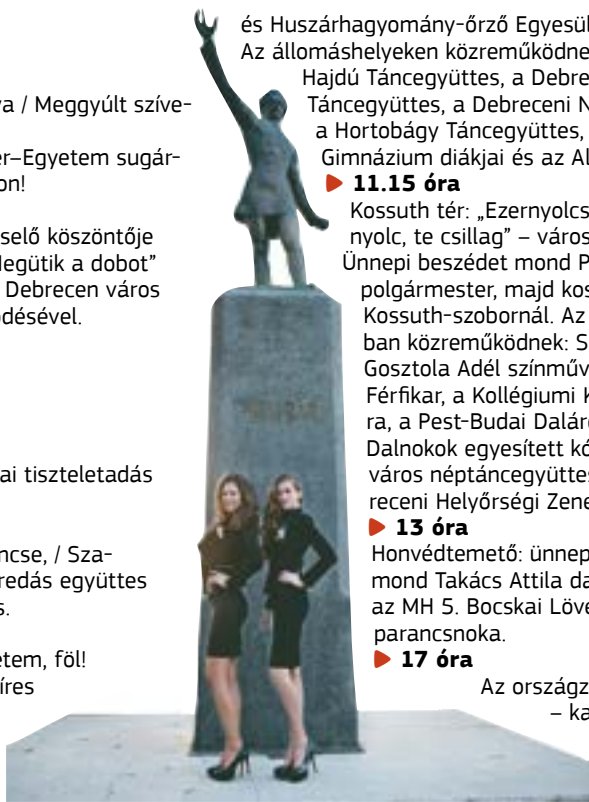 va / Meggyúlt szíve-
er–Egyetem sugár-
on!
selő köszöntője
Megütik a dobot”
Debrecen város
ödésével.
ai tiszteletadás
ncse, / Sza-
redás együttes
s.
etem, föl!
íres
és Huszárhagyomány-őrző Egyesül
Az állomáshelyeken közreműködne
Hajdú Táncegyüttes, a Debre
Táncegyüttes, a Debreceni N
a Hortobágy Táncegyüttes,
Gimnázium diákjai és az Al
11.15 óra
Kossuth tér: „Ezernyolcs
nyolc, te csillag” – város
Ünnepi beszédet mond P
polgármester, majd kos
Kossuth-szobornál. Az
ban közreműködnek: S
Gosztola Adél színműv
Férfikar, a Kollégiumi K
ra, a Pest-Budai Daláre
Dalnokok egyesített kó
város néptáncegyüttes
receni Helyőrségi Zene
13 óra
Honvédtemető: ünnep
mond Takács Attila da
az MH 5. Bocskai Löve
parancsnoka.
17 óra
Az országz
– ka